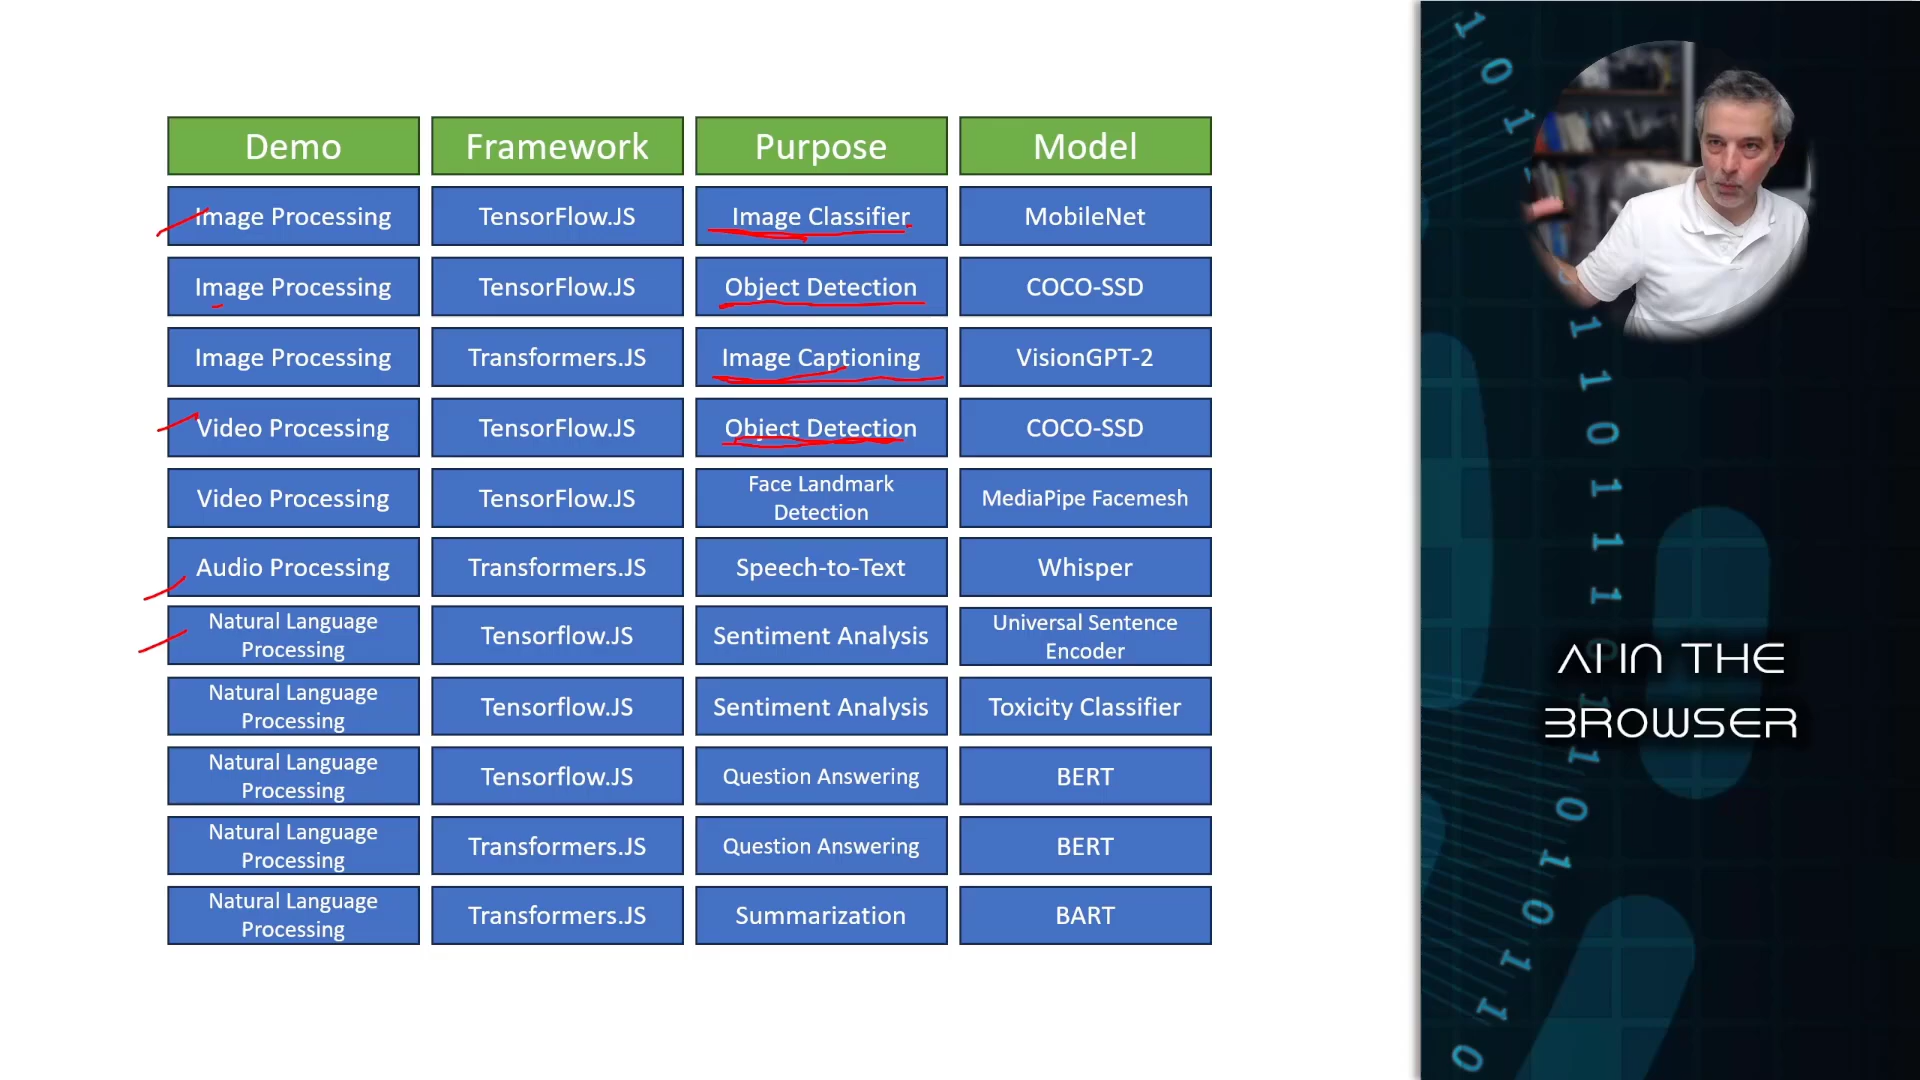 Demo Framework Purpose Model
Image Processing TensorFlow.JS Image Classifier MobileNet
Image Processing TensorFlow.JS Object Detection COCO-SSD
Image Processing Transformers.JS Image Captioning VisionGPT-2
Video Processing TensorFlow.JS Object Detection COCO-SSD
Video Processing TensorFlow.JS Face Landmark Detection MediaPipe Facemesh
Audio Processing Transformers.JS Speech-to-Text Whisper
Natural Language Processing Tensorflow.JS Sentiment Analysis Universal Sentence Encoder
Natural Language Processing Tensorflow.JS Sentiment Analysis Toxicity Classifier
Natural Language Processing Tensorflow.JS Question Answering BERT
Natural Language Processing Transformers.JS Question Answering BERT
Natural Language Processing Transformers.JS Summarization BART
AI IN THE
BROWSER